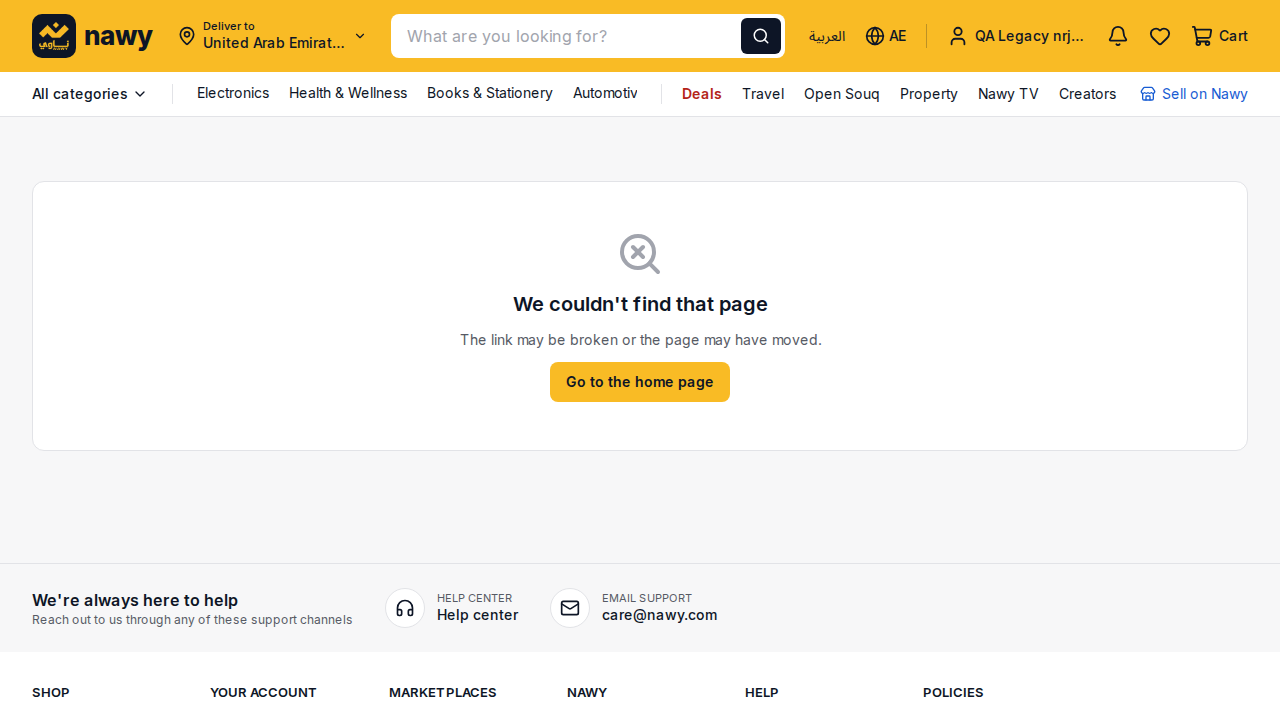 ناوي
NAWY
nawy
Deliver to
United Arab Emirat...
What are you looking for?
العربية
AE
QA Legacy nrj...
Cart
All categories
Electronics
Health & Wellness
Books & Stationery
Automotiv
Deals
Travel
Open Souq
Property
Nawy TV
Creators
Sell on Nawy
We couldn't find that page
The link may be broken or the page may have moved.
Go to the home page
We're always here to help
Reach out to us through any of these support channels
HELP CENTER
Help center
EMAIL SUPPORT
care@nawy.com
SHOP
YOUR ACCOUNT
MARKETPLACES
NAWY
HELP
POLICIES